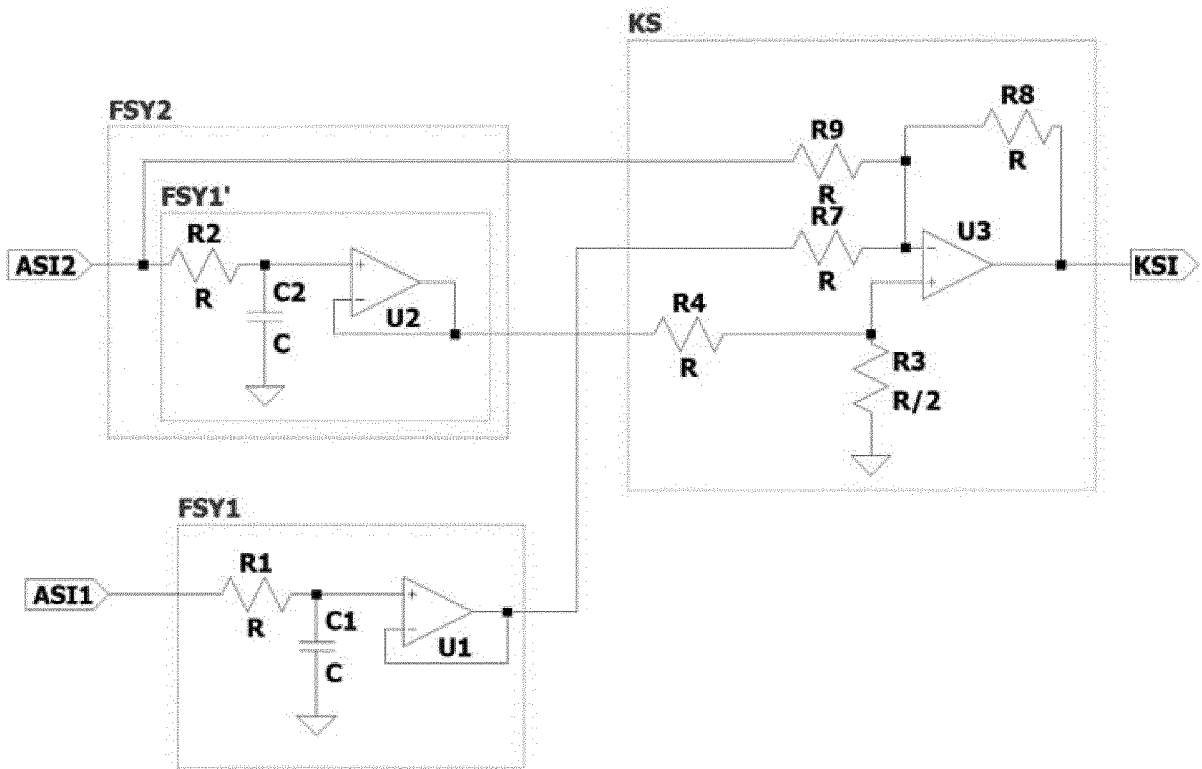 KS
R8
R
FSY2
R9
R
FSY1'
R7
R
R2
R
ASI2
C2
C
U2
U3
KSI
R4
R
R3
R/2
FSY1
R1
R
ASI1
C1
C
U1